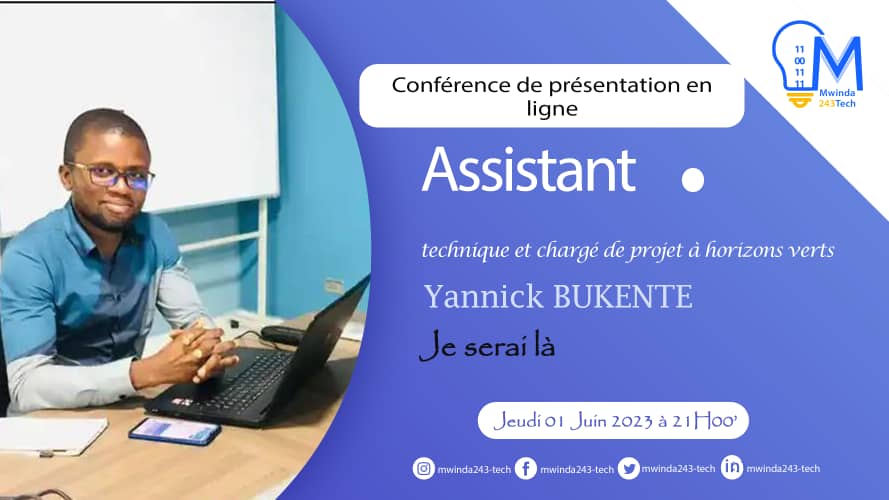 11
00
11
11
M
Mwinda
243Tech
Conférence de présentation en
ligne
Assistant
technique et chargé de projet à horizons verts
Yannick BUKENTE
Je serai là
Jeudi 01 Juin 2023 à 21H00'
mwinda243-tech mwinda243-tech mwinda243-tech mwinda243-tech